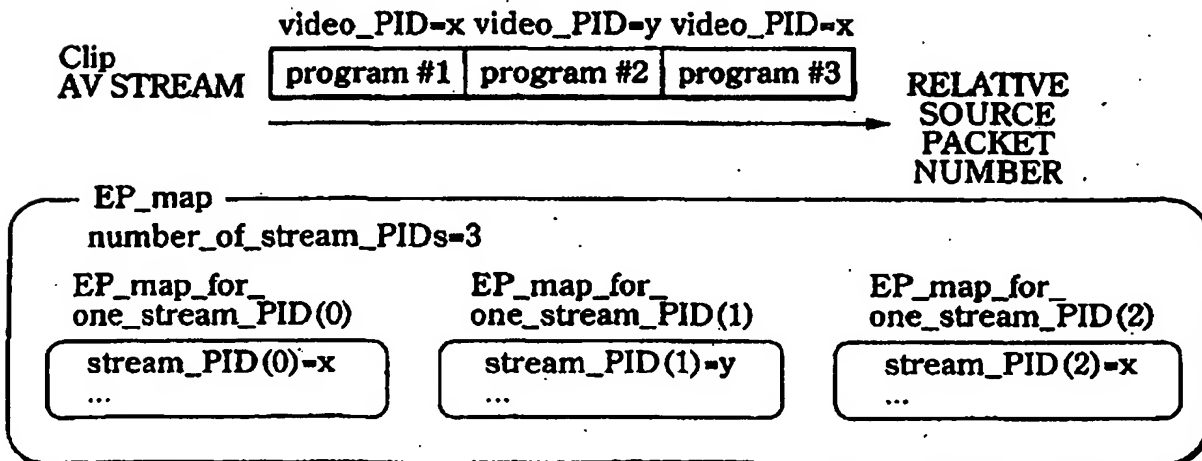 video_PID=x video_PID=y video_PID=x
Clip
AV STREAM
program #1 program #2 program #3
RELATIVE
SOURCE
PACKET
NUMBER
EP_map
number_of_stream_PIDs=3
EP_map_for_
one_stream_PID(0)
EP_map_for_
one_stream_PID(1)
EP_map_for_
one_stream_PID(2)
stream_PID(0)=x
...
stream_PID(1)=y
...
stream_PID(2)=x
...